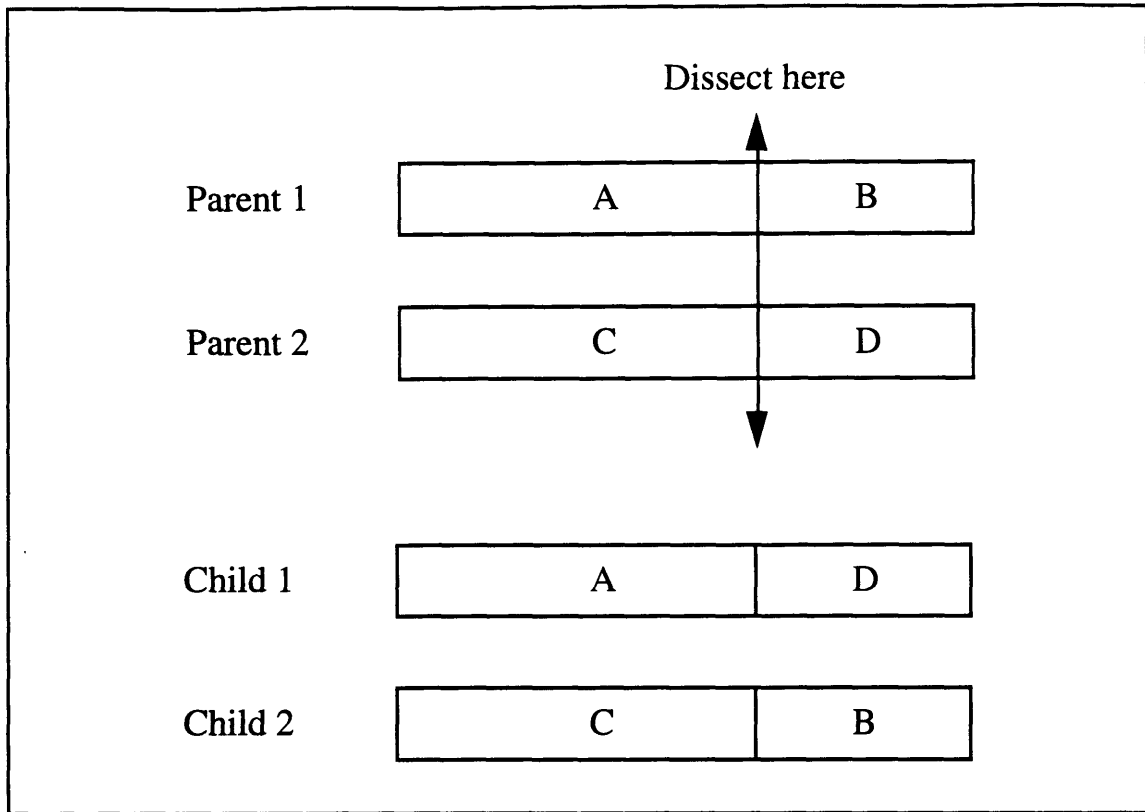 Dissect here
Parent 1 A B
Parent 2 C D
Child 1 A D
Child 2 C B